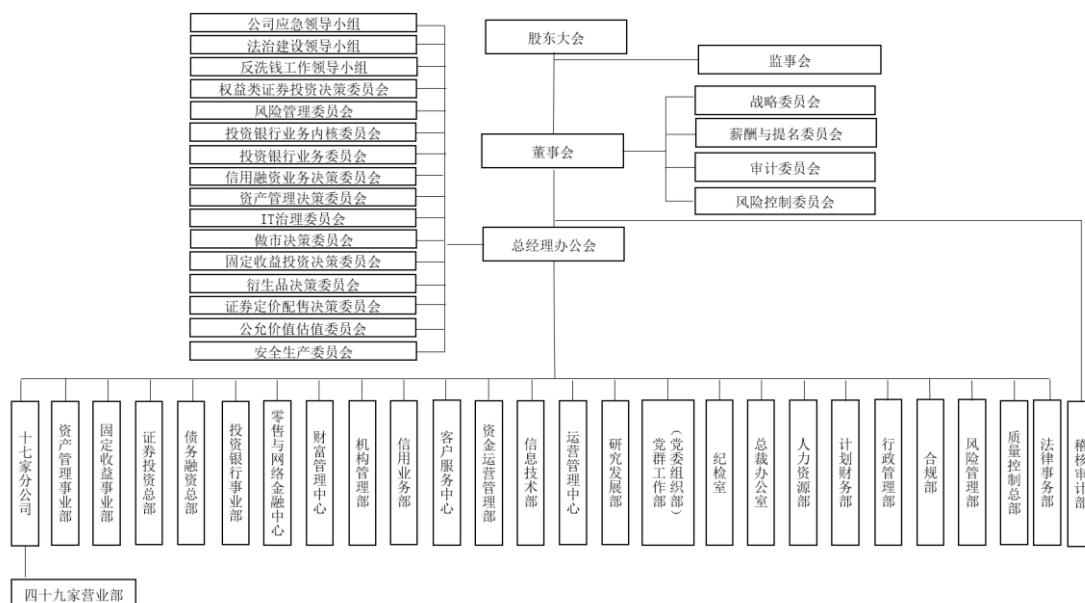 公司应急领导小组
法治建设领导小组
反洗钱工作领导小组
权益类证券投资决策委员会
风险管理委员会
投资银行业务内核委员会
投资银行业务委员会
信用融资业务决策委员会
资产管理决策委员会
IT治理委员会
做市决策委员会
固定收益投资决策委员会
衍生品决策委员会
证券定价配售决策委员会
公允价值估值委员会
安全生产委员会
股东大会
监事会
董事会
战略委员会
薪酬与提名委员会
审计委员会
风险控制委员会
总经理办公会
十七家分公司
资产管理事业部
固定收益事业部
证券投资总部
债务融资总部
投资银行事业部
零售与网络金融中心
财富管理中心
机构管理部
信用业务部
客户服务中心
资金运营管理部
信息技术部
运营管理中心
研究发展部
(党委组织部)
党群工作部
纪检室
总裁办公室
人力资源部
计划财务部
行政管理部
合规部
风险管理部
质量控制总部
法律事务部
稽核审计部
四十九家营业部